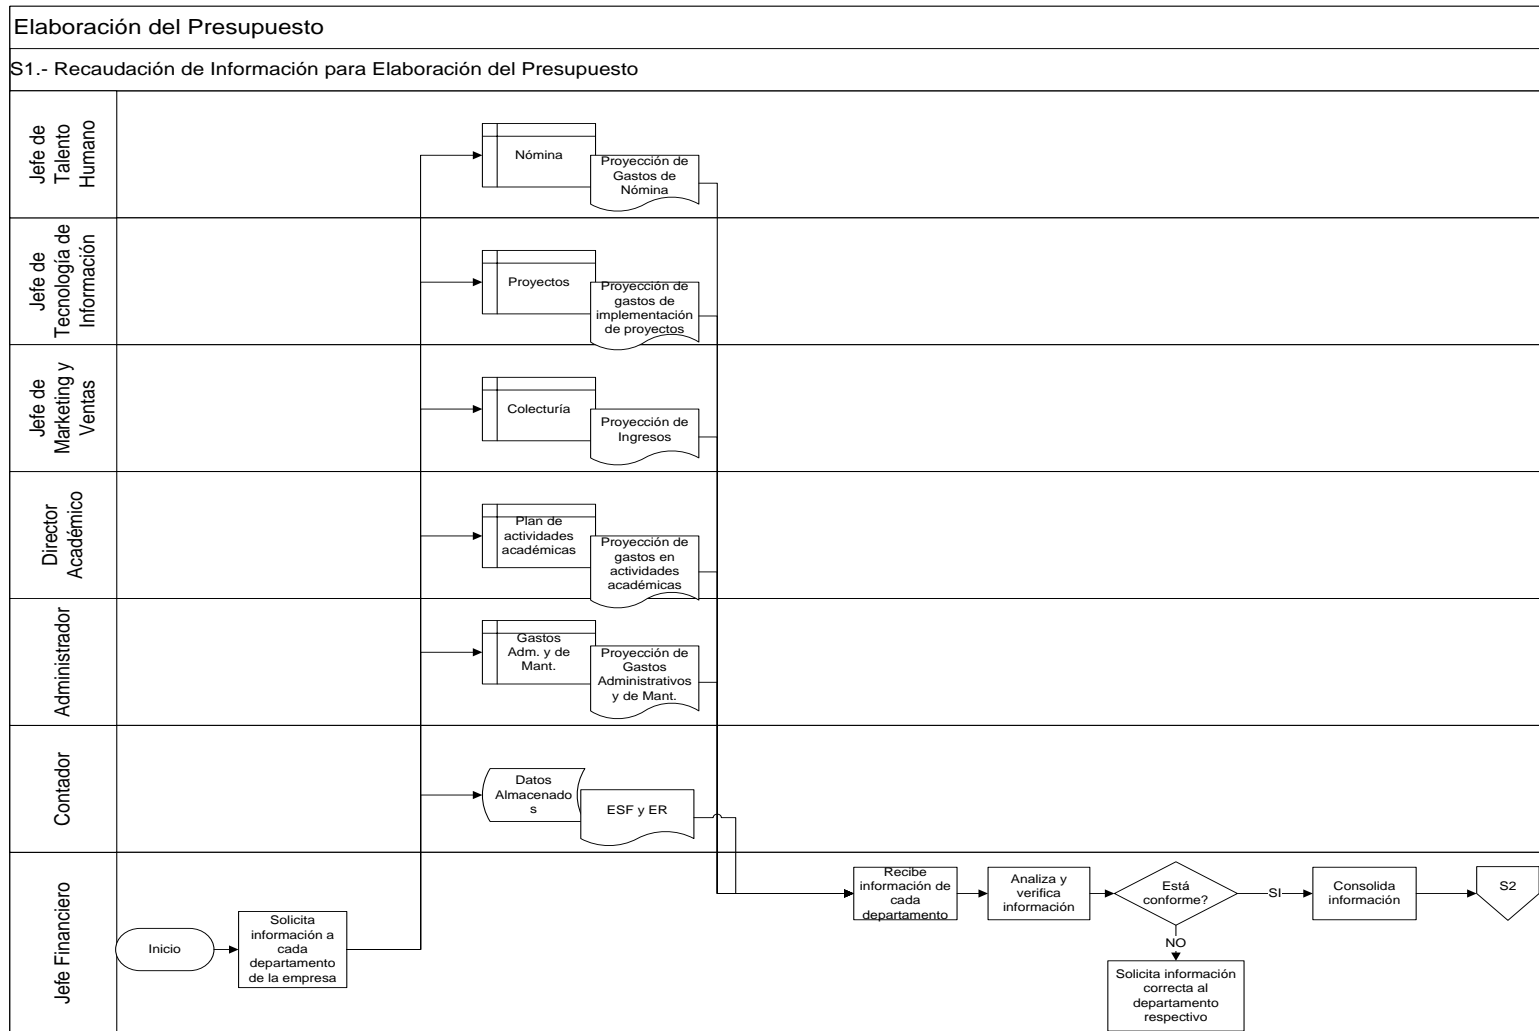 Elaboración del Presupuesto
S1.- Recaudación de Información para Elaboración del Presupuesto
Jefe de
Talento
Humano
Nómina
Proyección de
Gastos de
Nómina
Jefe de
Tecnología de
Información
Proyectos
Proyección de
gastos de
implementación
de proyectos
Jefe de
Marketing y
Ventas
Colecturía
Proyección de
Ingresos
Director
Académico
Plan de
actividades
académicas
Proyección de
gastos en
actividades
académicas
Administrador
Gastos
Adm. y de
Mant.
Proyección de
Gastos
Administrativos
y de Mant.
Contador
Datos
Almacenado
s
ESF y ER
Jefe Financiero
Inicio
Solicita
información a
cada
departamento
de la empresa
Recibe
información de
cada
departamento
Analiza y
verifica
información
Está
conforme?
SI
Consolida
información
S2
NO
Solicita información
correcta al
departamento
respectivo